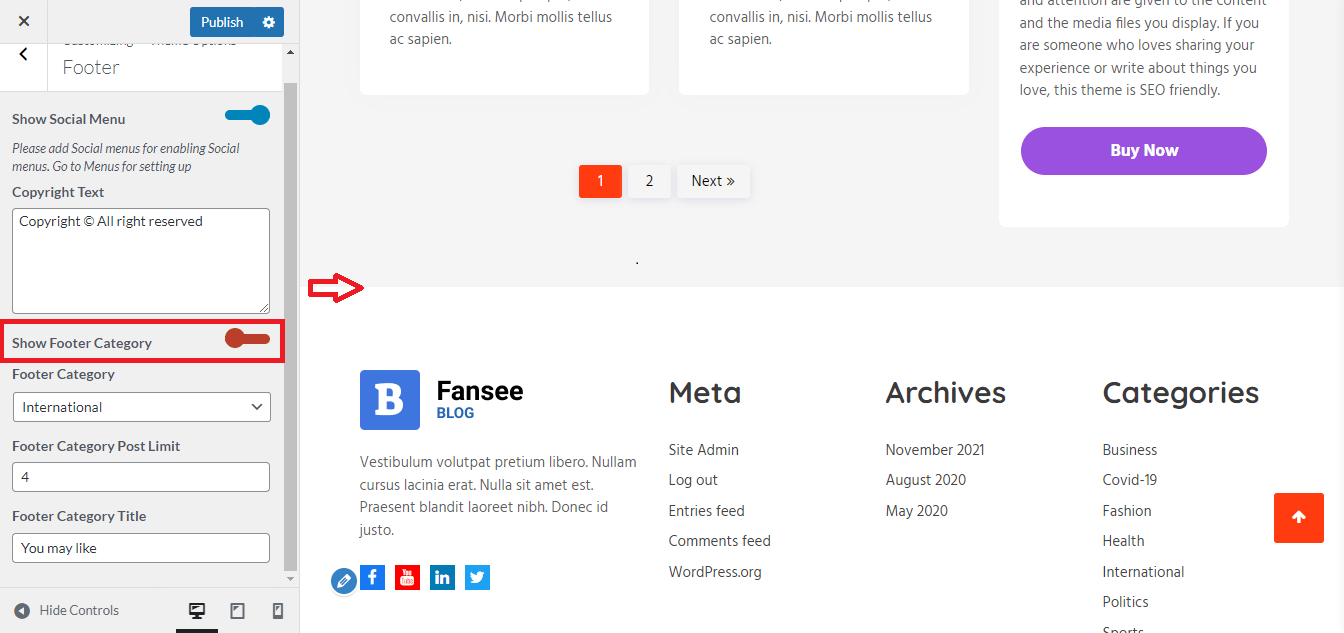 Publish
Customizing Theme Options
Footer
Show Social Menu
Please add Social menus for enabling Social
menus. Go to Menus for setting up
Copyright Text
Copyright © All right reserved
Show Footer Category
Footer Category
International
Footer Category Post Limit
4
Footer Category Title
You may like
Hide Controls
convallis in, nisi. Morbi mollis tellus
ac sapien.
convallis in, nisi. Morbi mollis tellus
ac sapien.
and attention are given to the content
and the media files you display. If you
are someone who loves sharing your
experience or write about things you
love, this theme is SEO friendly.
Buy Now
1 2 Next »
.
B
Fansee
BLOG
Vestibulum volutpat pretium libero. Nullam
cursus lacinia erat. Nulla sit amet est.
Praesent blandit laoreet nibh. Donec id
justo.
f You Tube in
Meta
Site Admin
Log out
Entries feed
Comments feed
WordPress.org
Archives
November 2021
August 2020
May 2020
Categories
Business
Covid-19
Fashion
Health
International
Politics
Sports